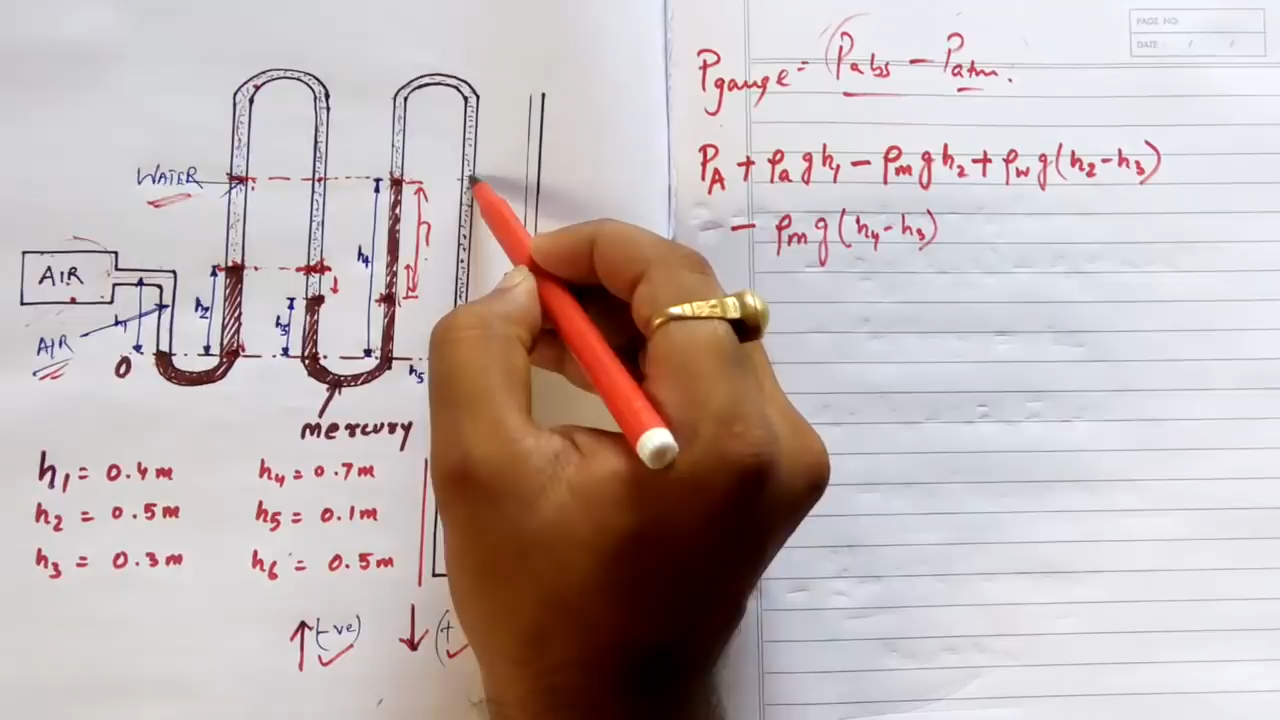 PAGE NO:
DATE: / /
Pgauge = (Pabs - Patm.
PA + ρa g h1 - ρm g h2 + ρw g (h2 - h3)
- ρm g (h4 - h3)
WATER
AIR
AIR
h1
h2
h3
h4
h
h5
O
mercury
h1 = 0.4m
h4 = 0.7m
h2 = 0.5m
h5 = 0.1m
h3 = 0.3m
h6 = 0.5m
↑(-ve) ↓(+